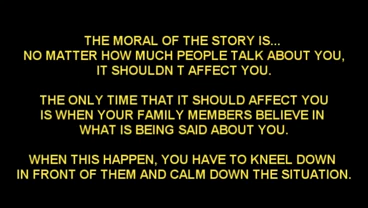 THE MORAL OF THE STORY IS...
NO MATTER HOW MUCH PEOPLE TALK ABOUT YOU,
IT SHOULDN T AFFECT YOU.
THE ONLY TIME THAT IT SHOULD AFFECT YOU
IS WHEN YOUR FAMILY MEMBERS BELIEVE IN
WHAT IS BEING SAID ABOUT YOU.
WHEN THIS HAPPEN, YOU HAVE TO KNEEL DOWN
IN FRONT OF THEM AND CALM DOWN THE SITUATION.